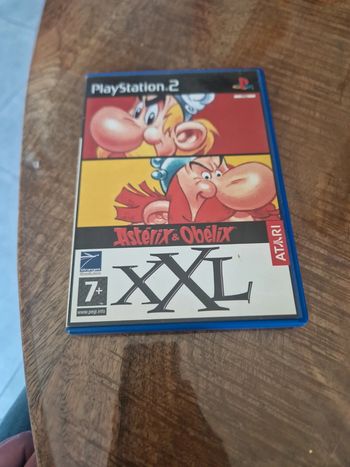 PlayStation.2
Astérix & Obélix
XXL
ATARI
7+
www.pegi.info